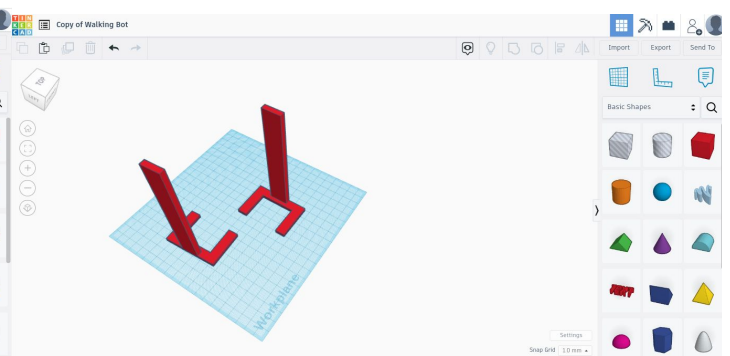 TIN
KER
CAD
Copy of Walking Bot
Import
Export
Send To
Basic Shapes
Workplane
TEXT
Settings
Snap Grid
1.0 mm